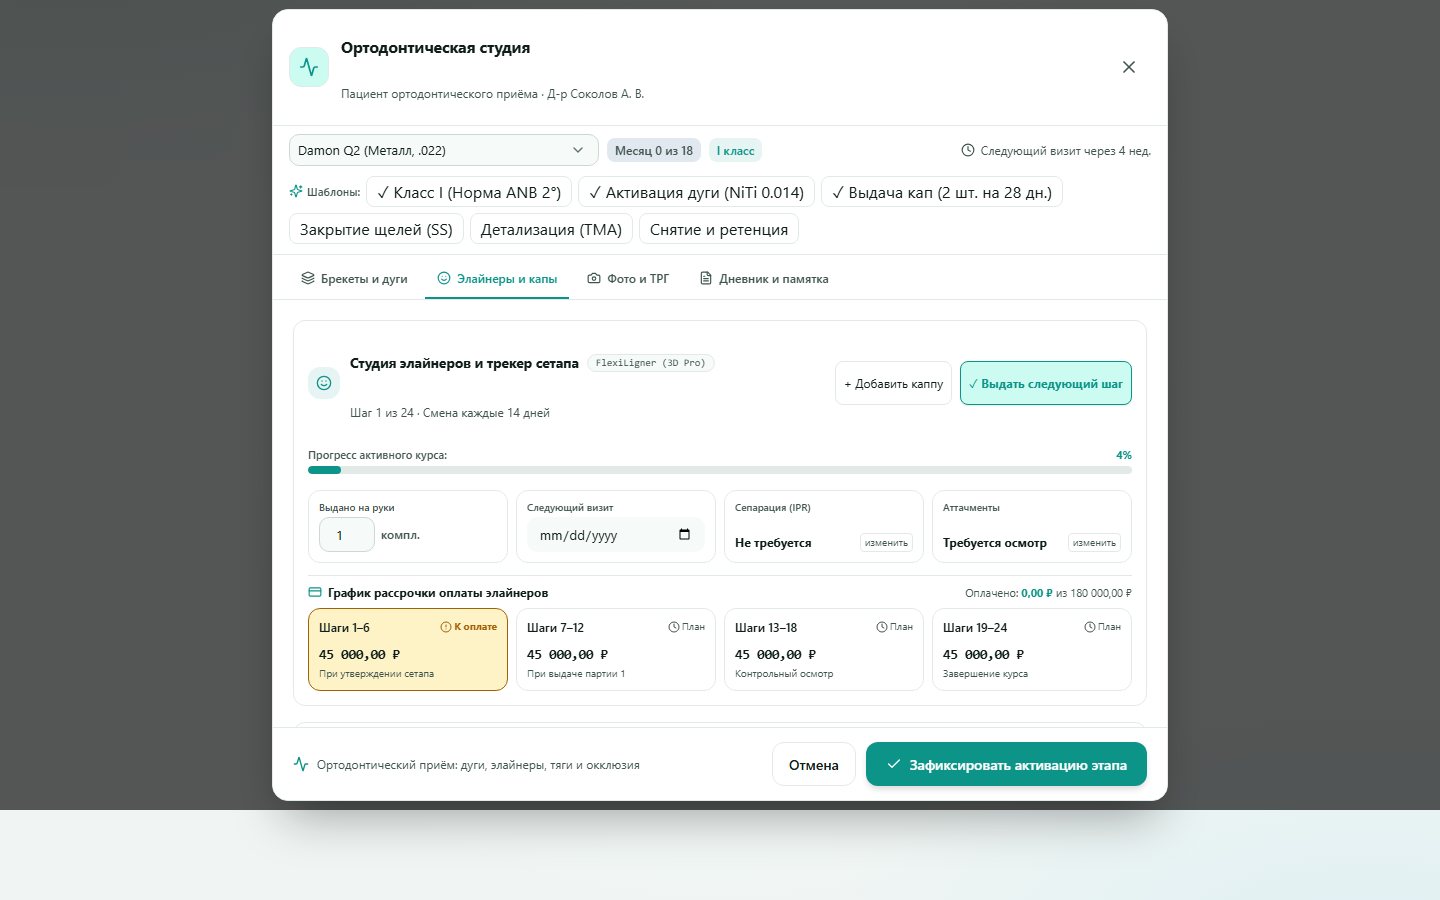 Ортодонтическая студия
Пациент ортодонтического приёма · Д-р Соколов А. В.
Damon Q2 (Металл, .022)
Месяц 0 из 18
I класс
Следующий визит через 4 нед.
Шаблоны:
✓ Класс I (Норма ANB 2°)
✓ Активация дуги (NiTi 0.014)
✓ Выдача кап (2 шт. на 28 дн.)
Закрытие щелей (SS)
Детализация (TMA)
Снятие и ретенция
Брекеты и дуги
Элайнеры и капы
Фото и ТРГ
Дневник и памятка
Студия элайнеров и трекер сетапа
FlexiLigner (3D Pro)
Шаг 1 из 24 · Смена каждые 14 дней
+ Добавить каппу
✓ Выдать следующий шаг
Прогресс активного курса:
4%
Выдано на руки
1 компл.
Следующий визит
mm/dd/yyyy
Сепарация (IPR)
Не требуется
изменить
Аттачменты
Требуется осмотр
изменить
График рассрочки оплаты элайнеров
Оплачено: 0,00 ₽ из 180 000,00 ₽
Шаги 1–6
К оплате
45 000,00 ₽
При утверждении сетапа
Шаги 7–12
План
45 000,00 ₽
При выдаче партии 1
Шаги 13–18
План
45 000,00 ₽
Контрольный осмотр
Шаги 19–24
План
45 000,00 ₽
Завершение курса
Ортодонтический приём: дуги, элайнеры, тяги и окклюзия
Отмена
Зафиксировать активацию этапа